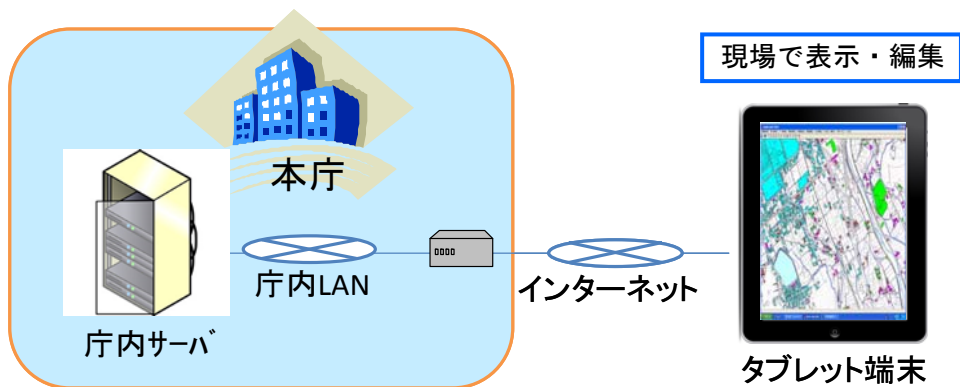 現場で表示・編集
本庁
庁内LAN
インターネット
庁内サーバ
タブレット端末